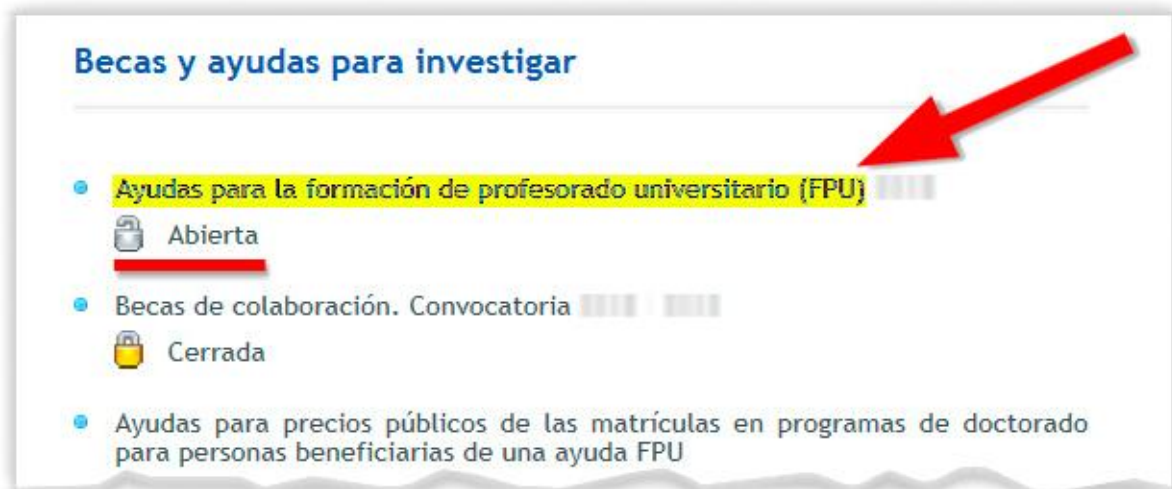 Becas y ayudas para investigar
Ayudas para la formación de profesorado universitario (FPU)
Abierta
Becas de colaboración. Convocatoria
Cerrada
Ayudas para precios públicos de las matrículas en programas de doctorado
para personas beneficiarias de una ayuda FPU